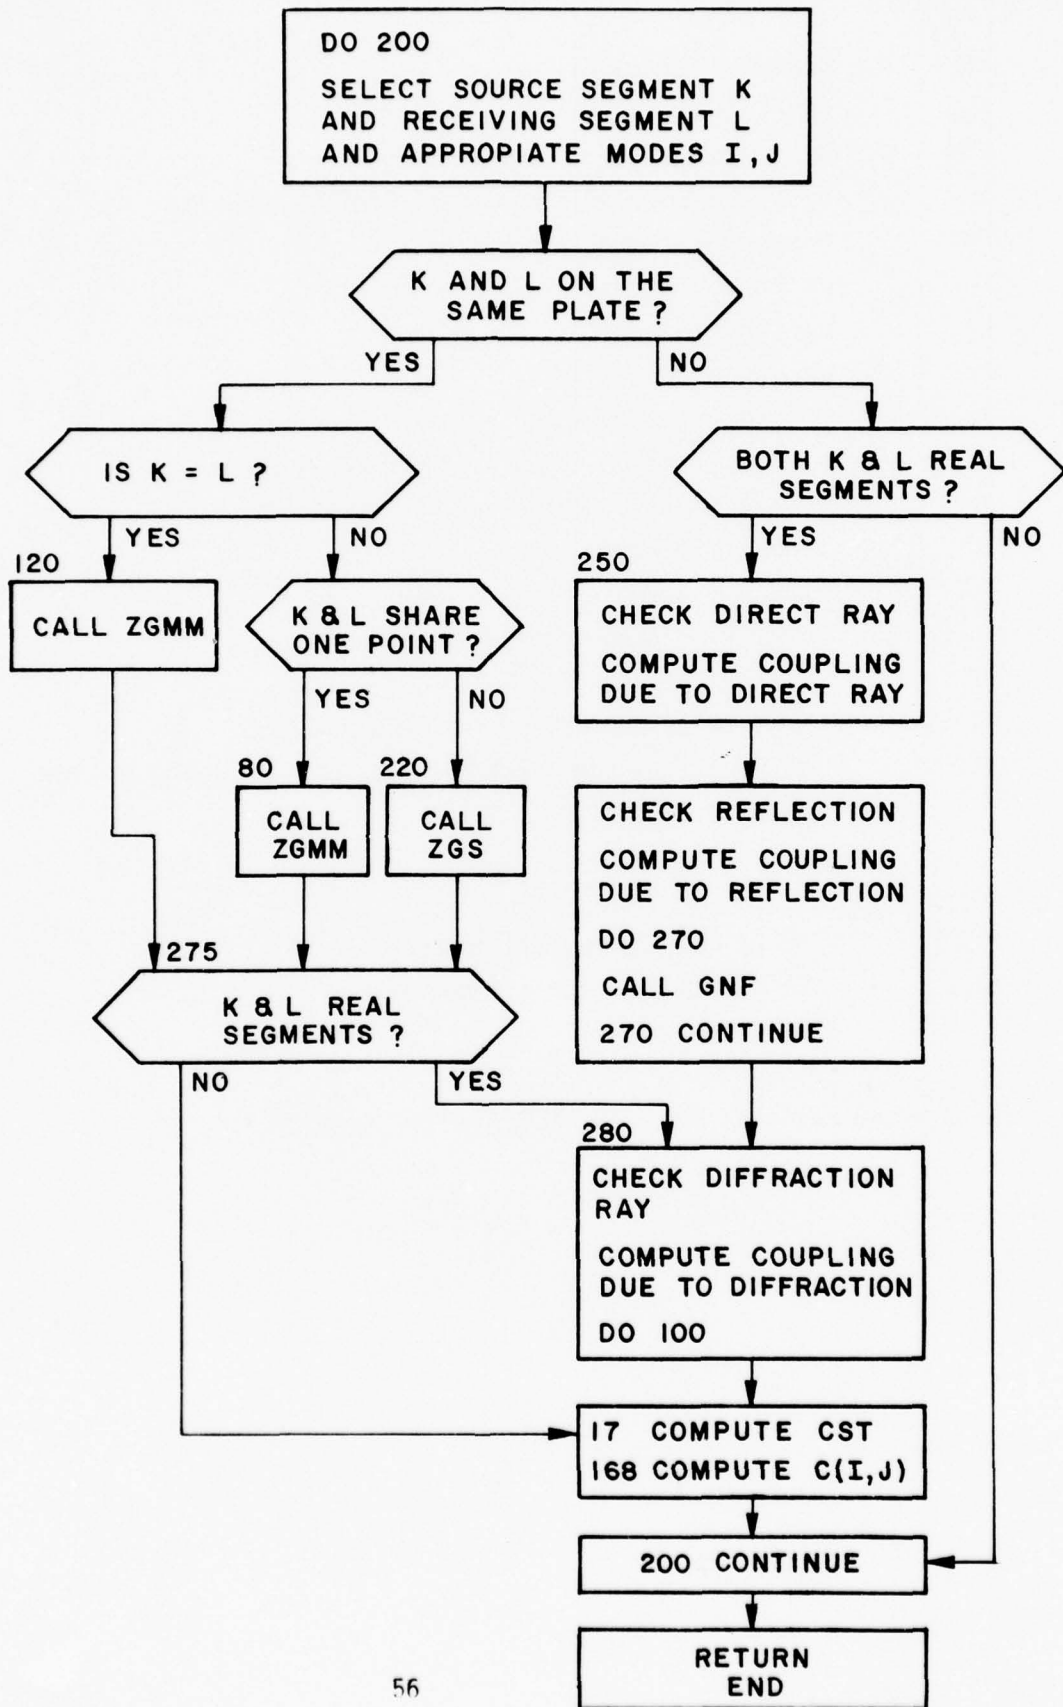 DO 200
SELECT SOURCE SEGMENT K
AND RECEIVING SEGMENT L
AND APPROPIATE MODES I,J
K AND L ON THE
SAME PLATE ?
YES
NO
IS K = L ?
BOTH K & L REAL
SEGMENTS ?
YES
NO
YES
NO
120
CALL ZGMM
K & L SHARE
ONE POINT ?
250
CHECK DIRECT RAY
COMPUTE COUPLING
DUE TO DIRECT RAY
YES
NO
80
CALL
ZGMM
220
CALL
ZGS
CHECK REFLECTION
COMPUTE COUPLING
DUE TO REFLECTION
DO 270
CALL GNF
270 CONTINUE
275
K & L REAL
SEGMENTS ?
NO
YES
280
CHECK DIFFRACTION
RAY
COMPUTE COUPLING
DUE TO DIFFRACTION
DO 100
17 COMPUTE CST
168 COMPUTE C(I,J)
200 CONTINUE
RETURN
END
56